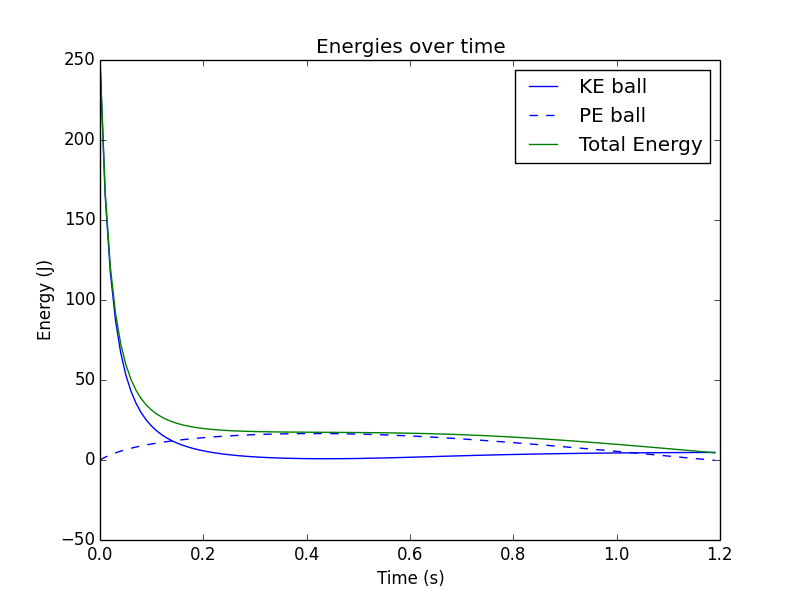 Energies over time
KE ball
PE ball
Total Energy
250
200
150
100
50
0
−50
0.0 0.2 0.4 0.6 0.8 1.0 1.2
Energy (J)
Time (s)